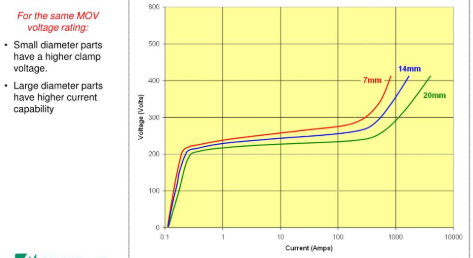 For the same MOV
voltage rating:
• Small diameter parts
have a higher clamp
voltage.
• Large diameter parts
have higher current
capability
600
500
400
300
200
100
0
Voltage (Volts)
7mm
14mm
20mm
0.1
1
10
100
1000
10000
Current (Amps)